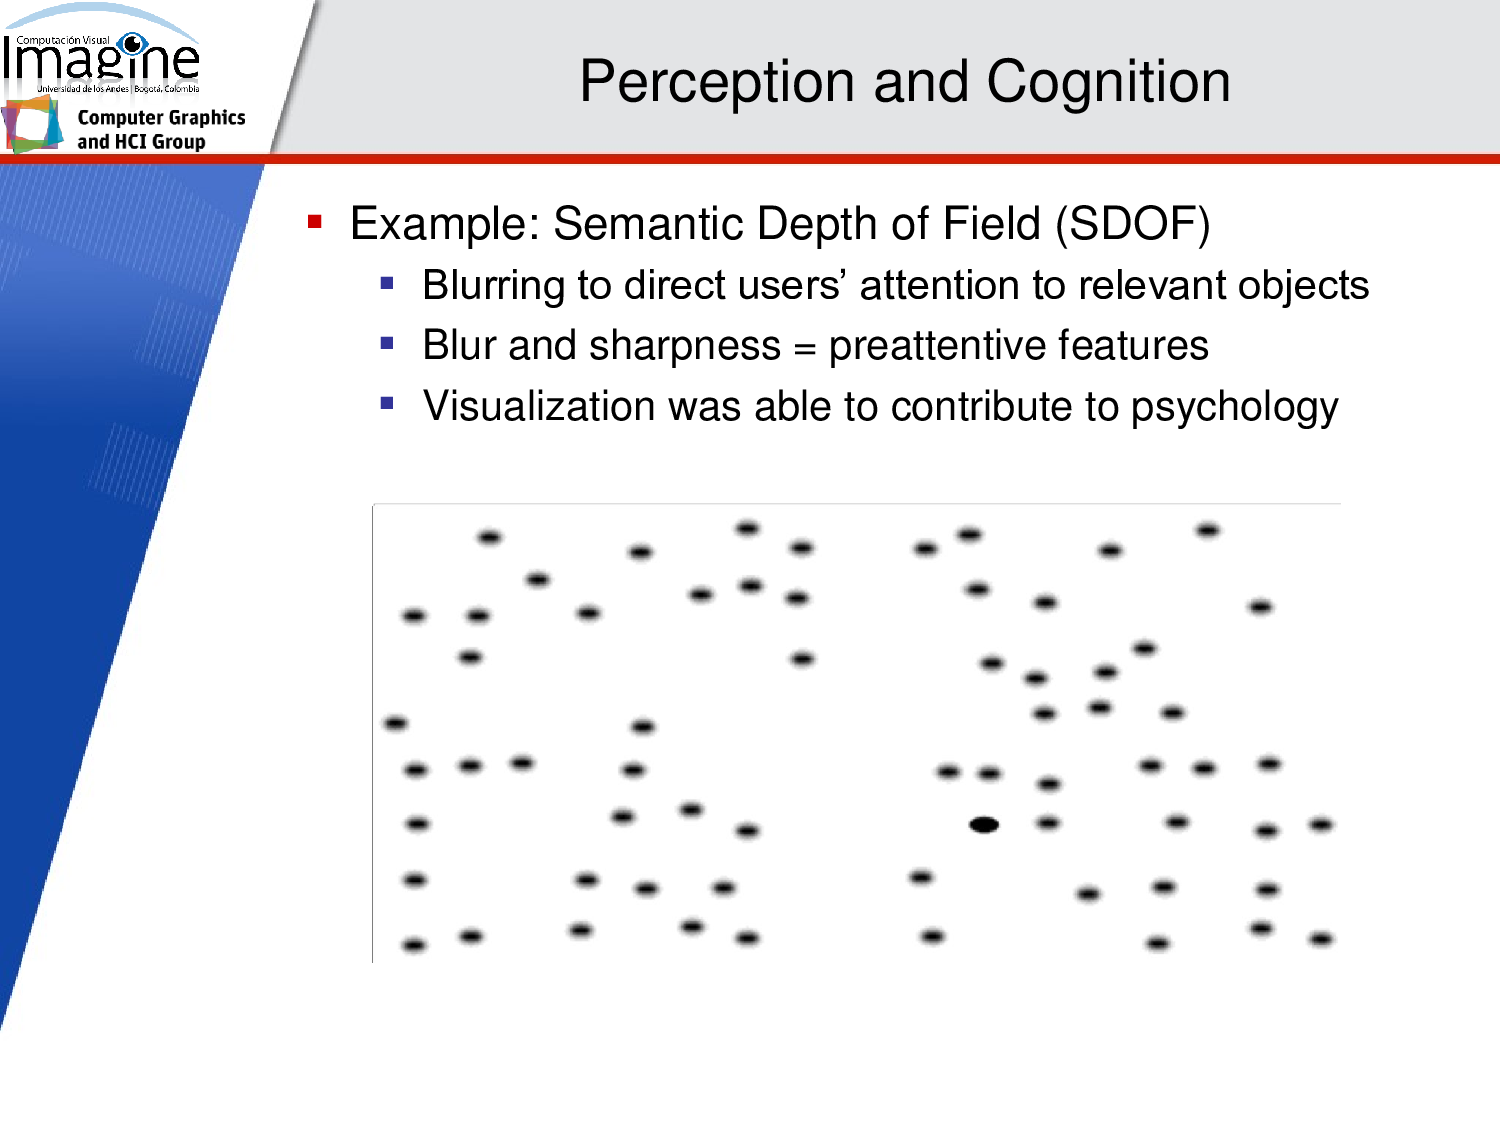 Computación Visual
Imagine
Universidad de los Andes | Bogotá, Colombia
Computer Graphics
and HCI Group
Perception and Cognition
Example: Semantic Depth of Field (SDOF)
Blurring to direct users’ attention to relevant objects
Blur and sharpness = preattentive features
Visualization was able to contribute to psychology